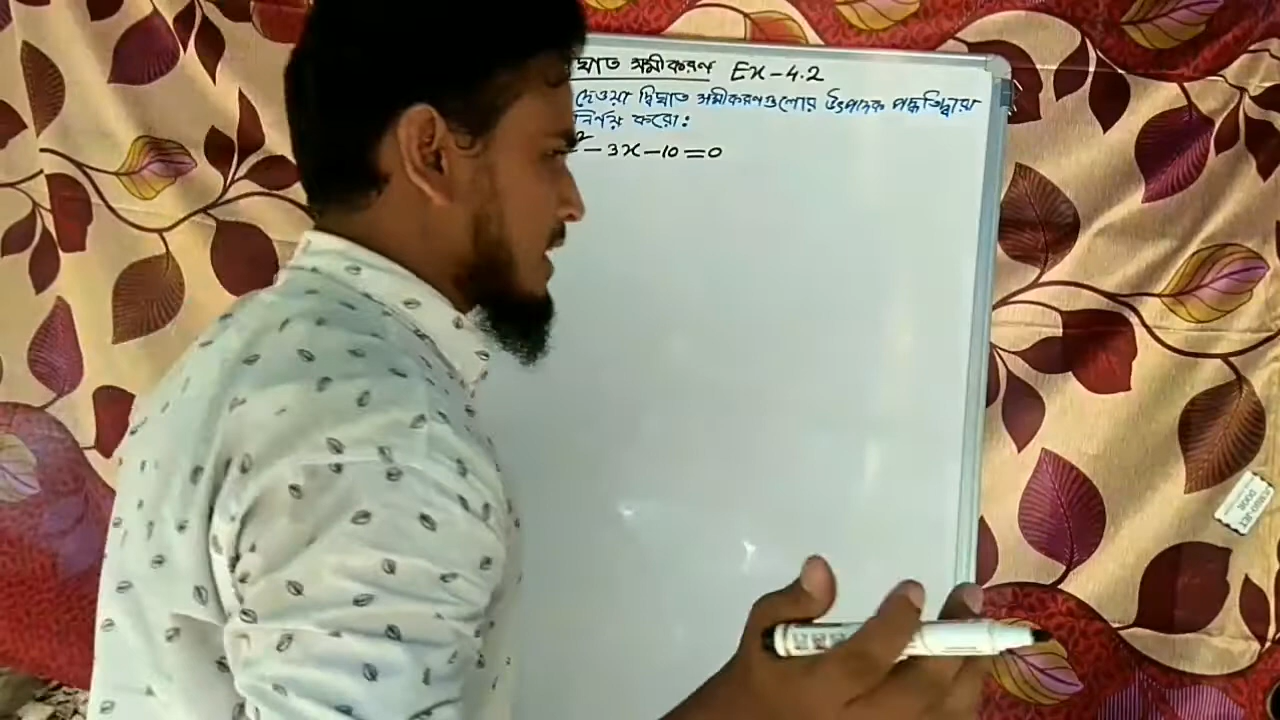 ঘাত সমীকরণ Ex-4.2
দেওয়া দ্বিঘাত সমীকরণগুলোর উৎপাদক পদ্ধতিদ্বারা
নিৰ্ণয় করো:
- 3x - 10 = 0